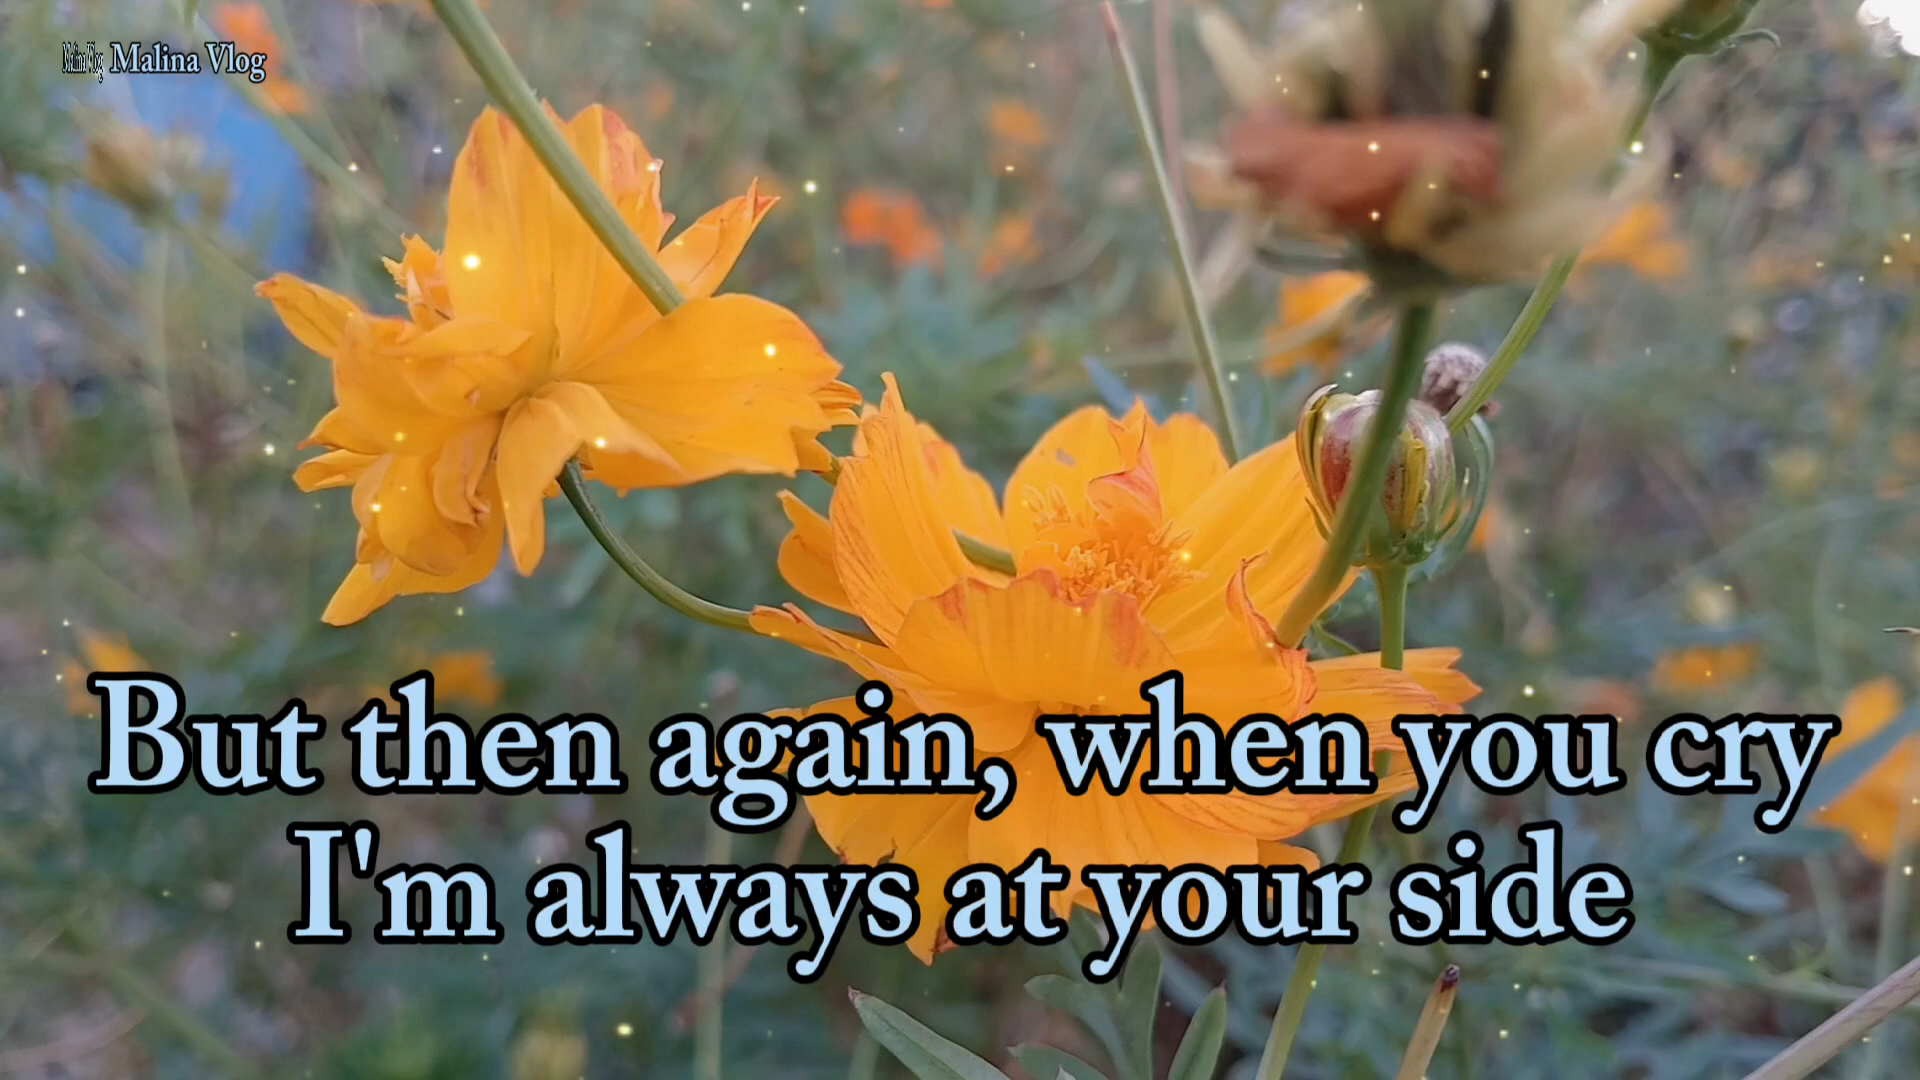 Malina Vlog
But then again, when you cry
I'm always at your side